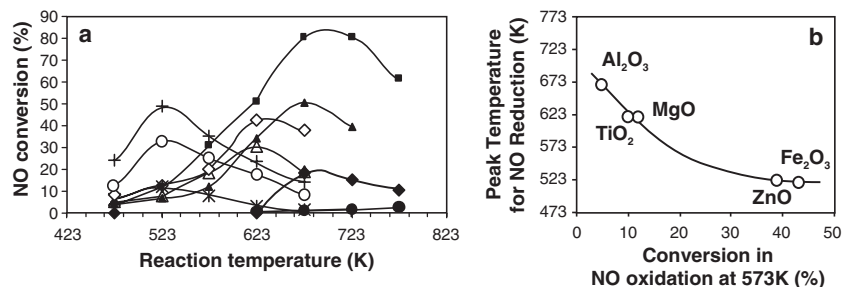 a
90
80
70
60
50
40
30
20
10
0
NO conversion (%)
423 523 623 723 823
Reaction temperature (K)
b
773
723
673
623
573
523
473
Peak Temperature
for NO Reduction (K)
Al₂O₃
MgO
TiO₂
Fe₂O₃
ZnO
0 10 20 30 40 50
Conversion in
NO oxidation at 573K (%)